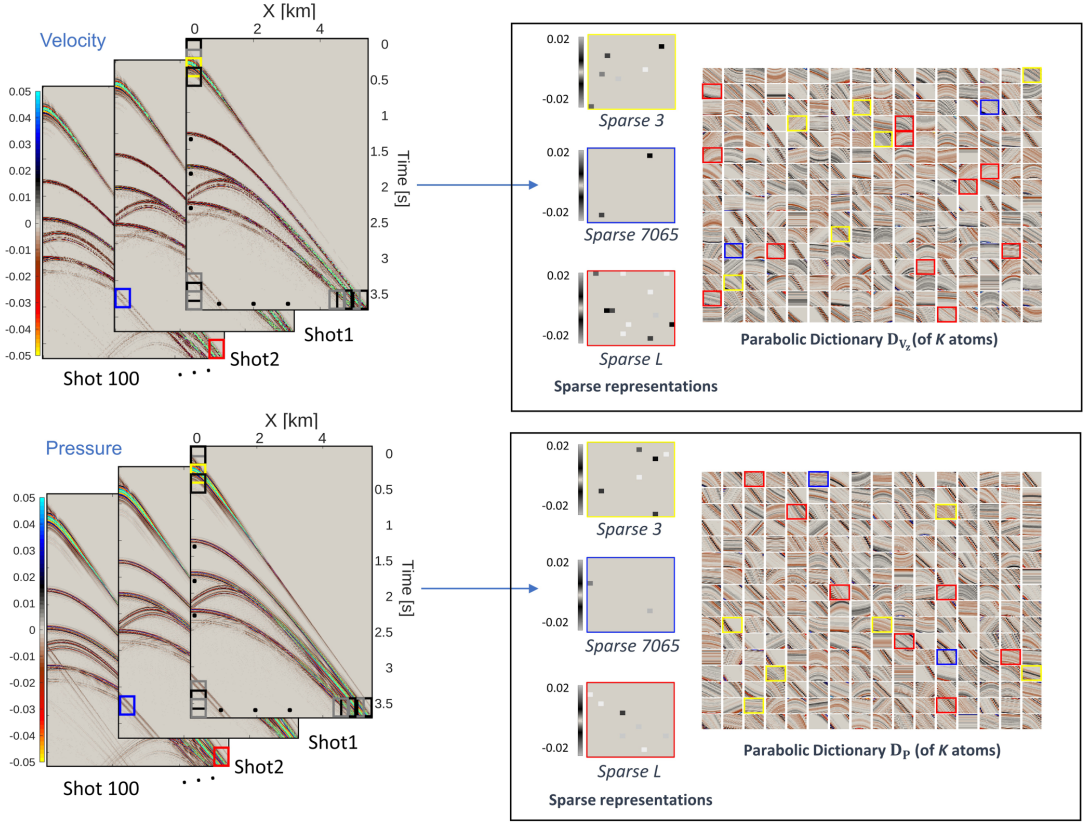 X [km]
0 2 4
Velocity
0.05
0.04
0.03
0.02
0.01
0
-0.01
-0.02
-0.03
-0.04
-0.05
0
0.5
1
1.5
2
2.5
3
3.5
Time [s]
Shot1
Shot2
Shot 100
0.02
-0.02
Sparse 3
0.02
-0.02
Sparse 7065
0.02
-0.02
Sparse L
Sparse representations
Parabolic Dictionary D_{V_z} (of K atoms)
X [km]
0 2 4
Pressure
0.05
0.04
0.03
0.02
0.01
0
-0.01
-0.02
-0.03
-0.04
-0.05
0
0.5
1
1.5
2
2.5
3
3.5
Time [s]
Shot1
Shot2
Shot 100
0.02
-0.02
Sparse 3
0.02
-0.02
Sparse 7065
0.02
-0.02
Sparse L
Sparse representations
Parabolic Dictionary D_P (of K atoms)